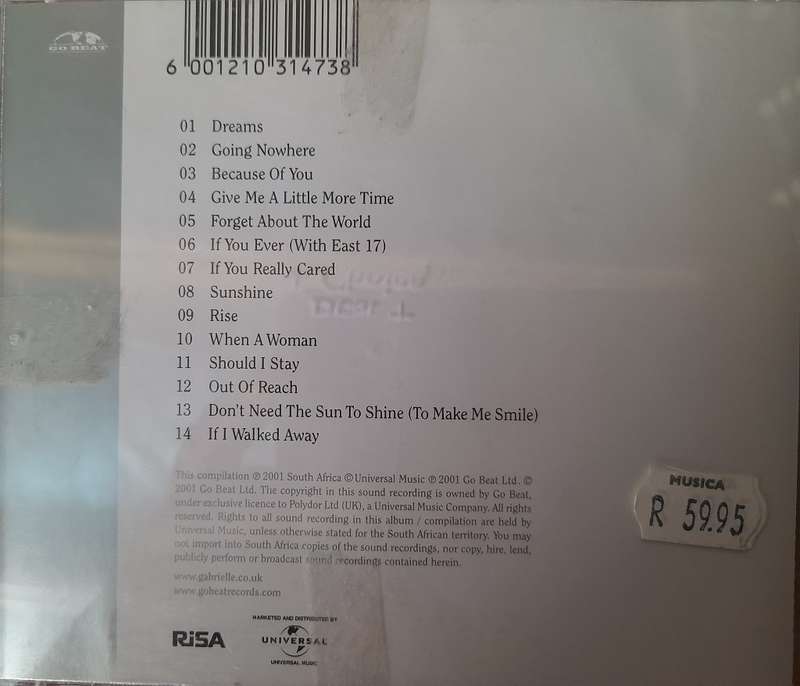 GO BEAT
6 001210 314738
01 Dreams
02 Going Nowhere
03 Because Of You
04 Give Me A Little More Time
05 Forget About The World
06 If You Ever (With East 17)
07 If You Really Cared
08 Sunshine
09 Rise
10 When A Woman
11 Should I Stay
12 Out Of Reach
13 Don't Need The Sun To Shine (To Make Me Smile)
14 If I Walked Away
This compilation ℗ 2001 South Africa © Universal Music ℗ 2001 Go Beat Ltd. ©
2001 Go Beat Ltd. The copyright in this sound recording is owned by Go Beat,
under exclusive licence to Polydor Ltd (UK), a Universal Music Company. All rights
reserved. Rights to all sound recording in this album / compilation are held by
Universal Music, unless otherwise stated for the South African territory. You may
not import into South Africa copies of the sound recordings, nor copy, hire, lend,
publicly perform or broadcast sound recordings contained herein.
www.gabrielle.co.uk
www.gobeatrecords.com
MUSICA
R 59.95
RiSA
MARKETED AND DISTRIBUTED BY
UNIVERSAL
UNIVERSAL MUSIC